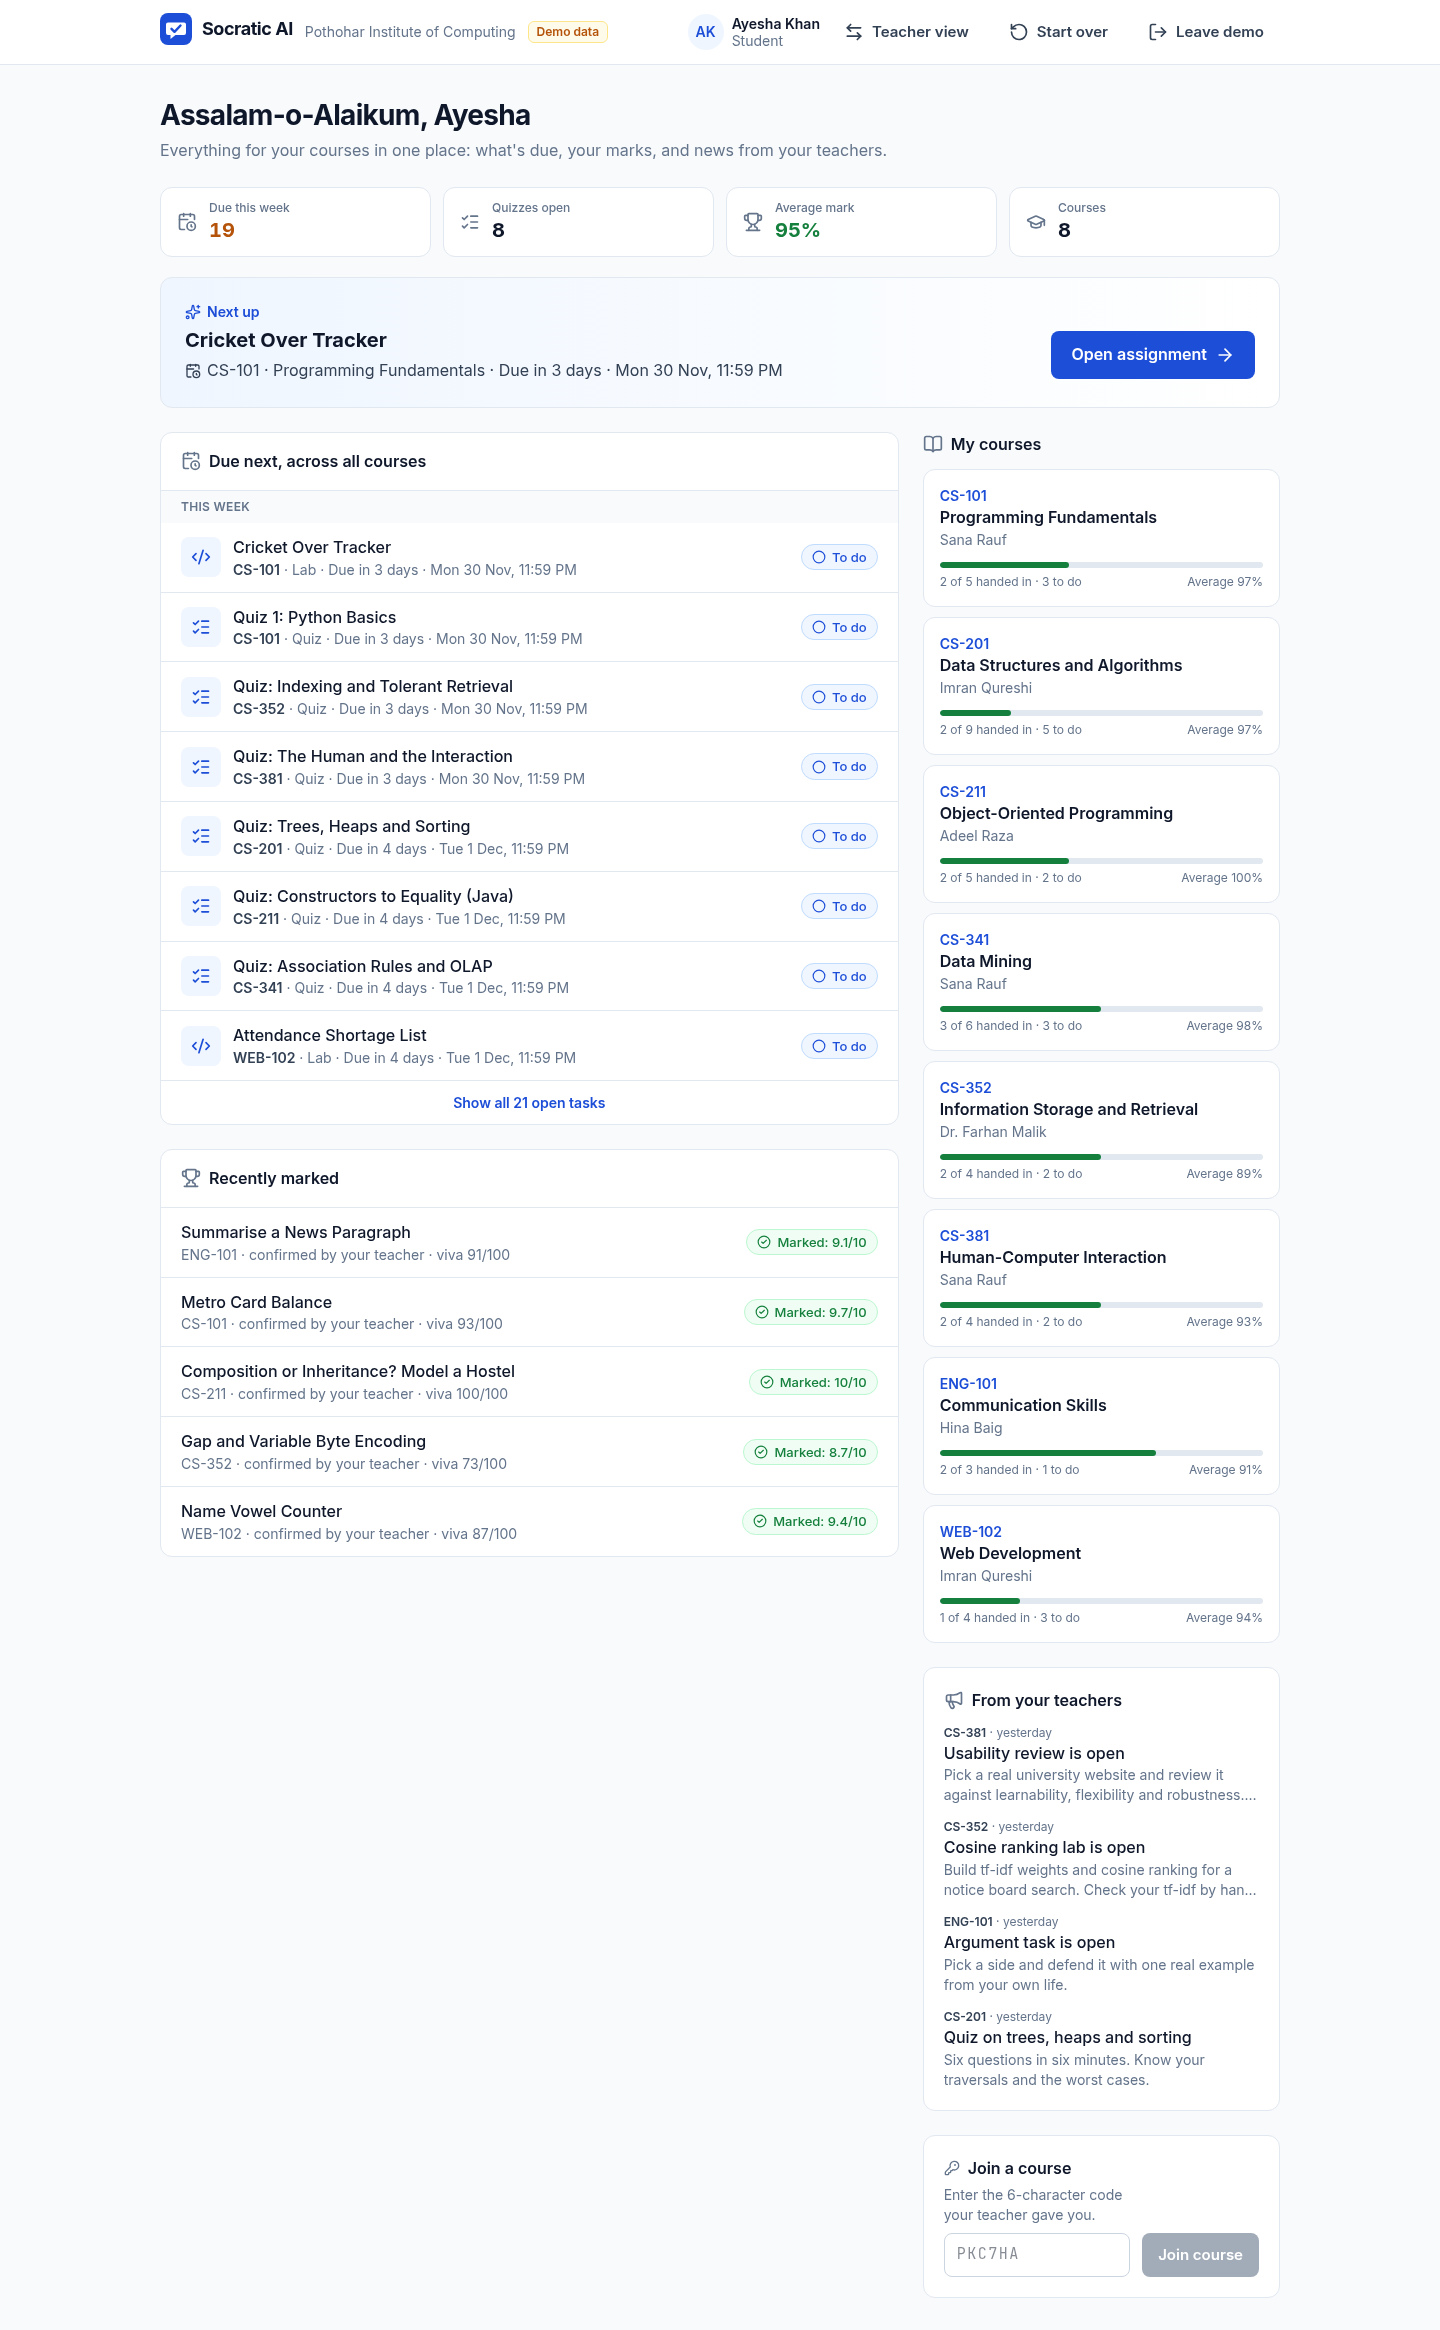 Socratic AI Pothohar Institute of Computing Demo data
AK Ayesha Khan
Student
Teacher view Start over Leave demo
Assalam-o-Alaikum, Ayesha
Everything for your courses in one place: what's due, your marks, and news from your teachers.
Due this week
19
Quizzes open
8
Average mark
95%
Courses
8
Next up
Cricket Over Tracker
CS-101 · Programming Fundamentals · Due in 3 days · Mon 30 Nov, 11:59 PM
Open assignment
Due next, across all courses
THIS WEEK
Cricket Over Tracker
CS-101 · Lab · Due in 3 days · Mon 30 Nov, 11:59 PM
To do
Quiz 1: Python Basics
CS-101 · Quiz · Due in 3 days · Mon 30 Nov, 11:59 PM
To do
Quiz: Indexing and Tolerant Retrieval
CS-352 · Quiz · Due in 3 days · Mon 30 Nov, 11:59 PM
To do
Quiz: The Human and the Interaction
CS-381 · Quiz · Due in 3 days · Mon 30 Nov, 11:59 PM
To do
Quiz: Trees, Heaps and Sorting
CS-201 · Quiz · Due in 4 days · Tue 1 Dec, 11:59 PM
To do
Quiz: Constructors to Equality (Java)
CS-211 · Quiz · Due in 4 days · Tue 1 Dec, 11:59 PM
To do
Quiz: Association Rules and OLAP
CS-341 · Quiz · Due in 4 days · Tue 1 Dec, 11:59 PM
To do
Attendance Shortage List
WEB-102 · Lab · Due in 4 days · Tue 1 Dec, 11:59 PM
To do
Show all 21 open tasks
Recently marked
Summarise a News Paragraph
ENG-101 · confirmed by your teacher · viva 91/100
Marked: 9.1/10
Metro Card Balance
CS-101 · confirmed by your teacher · viva 93/100
Marked: 9.7/10
Composition or Inheritance? Model a Hostel
CS-211 · confirmed by your teacher · viva 100/100
Marked: 10/10
Gap and Variable Byte Encoding
CS-352 · confirmed by your teacher · viva 73/100
Marked: 8.7/10
Name Vowel Counter
WEB-102 · confirmed by your teacher · viva 87/100
Marked: 9.4/10
My courses
CS-101
Programming Fundamentals
Sana Rauf
2 of 5 handed in · 3 to do Average 97%
CS-201
Data Structures and Algorithms
Imran Qureshi
2 of 9 handed in · 5 to do Average 97%
CS-211
Object-Oriented Programming
Adeel Raza
2 of 5 handed in · 2 to do Average 100%
CS-341
Data Mining
Sana Rauf
3 of 6 handed in · 3 to do Average 98%
CS-352
Information Storage and Retrieval
Dr. Farhan Malik
2 of 4 handed in · 2 to do Average 89%
CS-381
Human-Computer Interaction
Sana Rauf
2 of 4 handed in · 2 to do Average 93%
ENG-101
Communication Skills
Hina Baig
2 of 3 handed in · 1 to do Average 91%
WEB-102
Web Development
Imran Qureshi
1 of 4 handed in · 3 to do Average 94%
From your teachers
CS-381 · yesterday
Usability review is open
Pick a real university website and review it
against learnability, flexibility and robustness....
CS-352 · yesterday
Cosine ranking lab is open
Build tf-idf weights and cosine ranking for a
notice board search. Check your tf-idf by han...
ENG-101 · yesterday
Argument task is open
Pick a side and defend it with one real example
from your own life.
CS-201 · yesterday
Quiz on trees, heaps and sorting
Six questions in six minutes. Know your
traversals and the worst cases.
Join a course
Enter the 6-character code
your teacher gave you.
PKC7HA
Join course